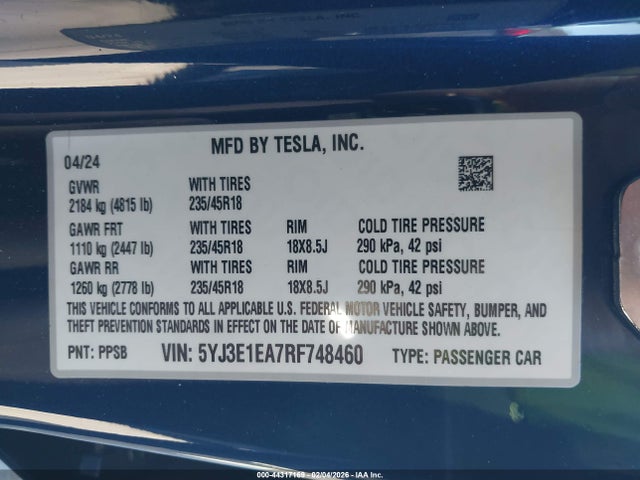 MFD BY TESLA, INC.
04/24
GVWR WITH TIRES
2184 kg (4815 lb) 235/45R18
GAWR FRT WITH TIRES RIM COLD TIRE PRESSURE
1110 kg (2447 lb) 235/45R18 18X8.5J 290 kPa, 42 psi
GAWR RR WITH TIRES RIM COLD TIRE PRESSURE
1260 kg (2778 lb) 235/45R18 18X8.5J 290 kPa, 42 psi
THIS VEHICLE CONFORMS TO ALL APPLICABLE U.S. FEDERAL MOTOR VEHICLE SAFETY, BUMPER, AND
THEFT PREVENTION STANDARDS IN EFFECT ON THE DATE OF MANUFACTURE SHOWN ABOVE.
PNT: PPSB VIN: 5YJ3E1EA7RF748460 TYPE: PASSENGER CAR
000-44317169 - 02/04/2026 - IAA Inc.